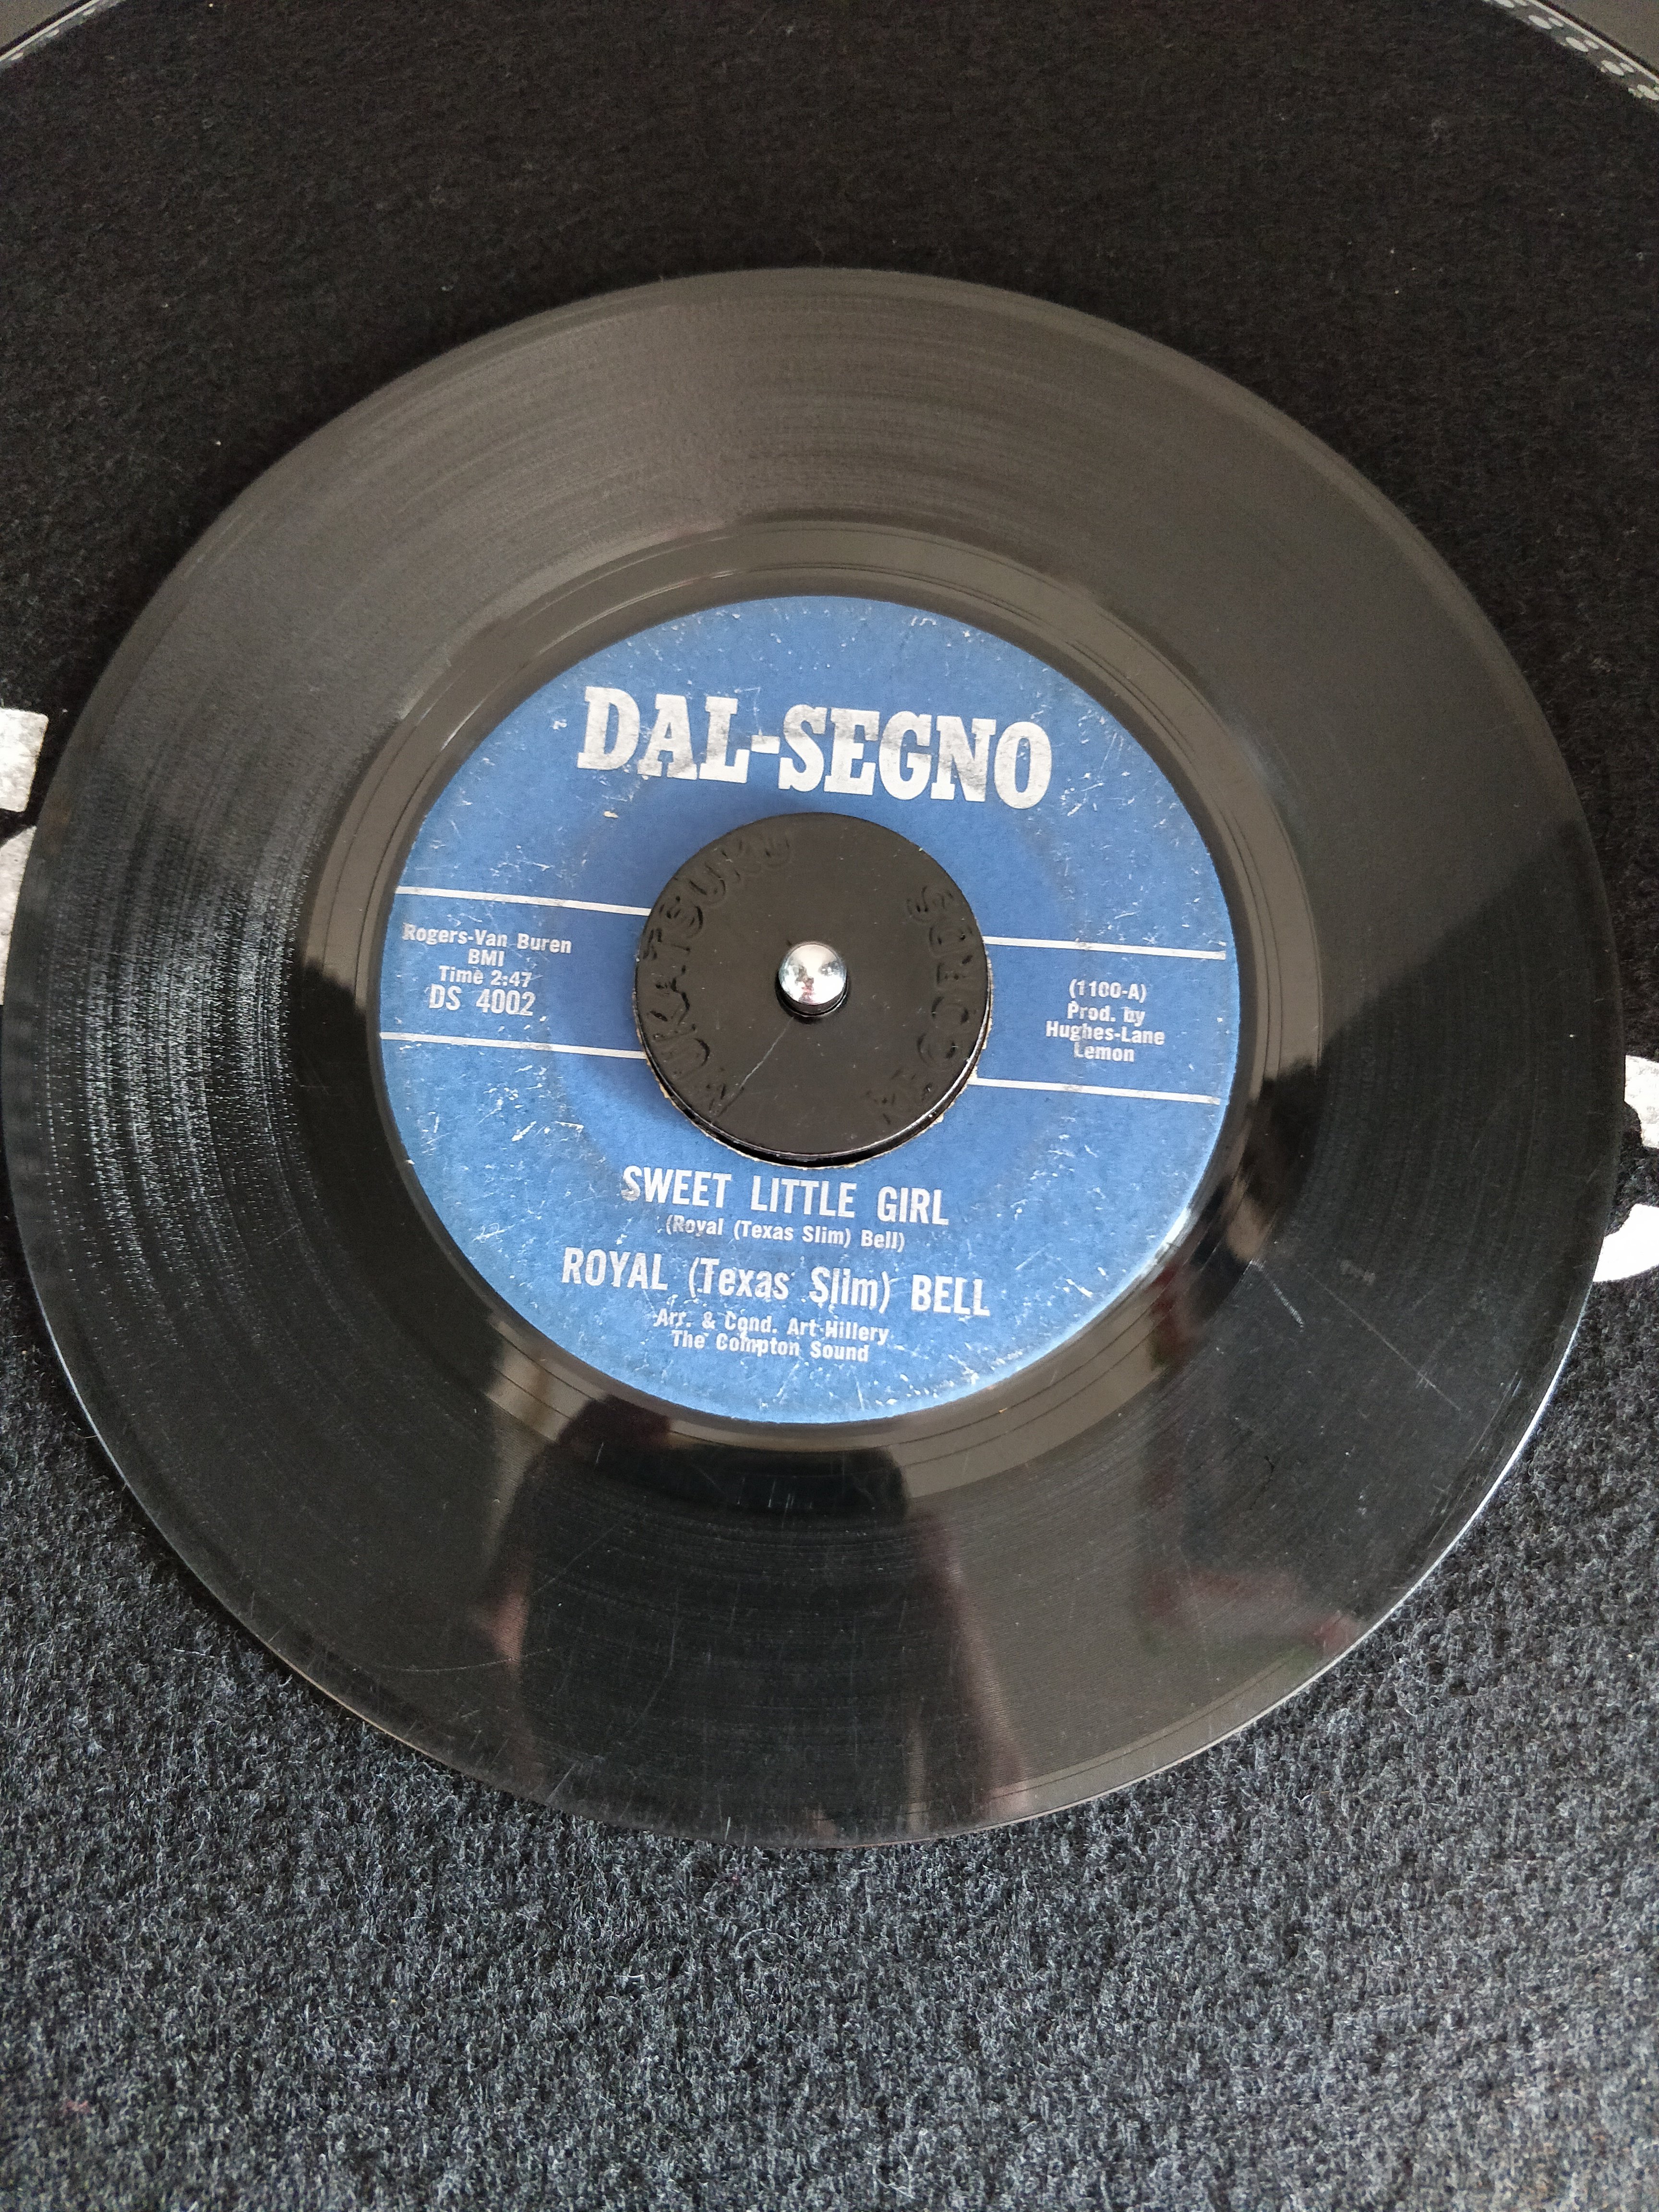 DAL-SEGNO
Rogers-Van Buren
BMI
Time 2:47
DS 4002
(1100-A)
Prod. by
Hughes-Lane
Lemon
SWEET LITTLE GIRL
(Royal (Texas Slim) Bell)
ROYAL (Texas Slim) BELL
Arr. & Cond. Art Hillery
The Compton Sound